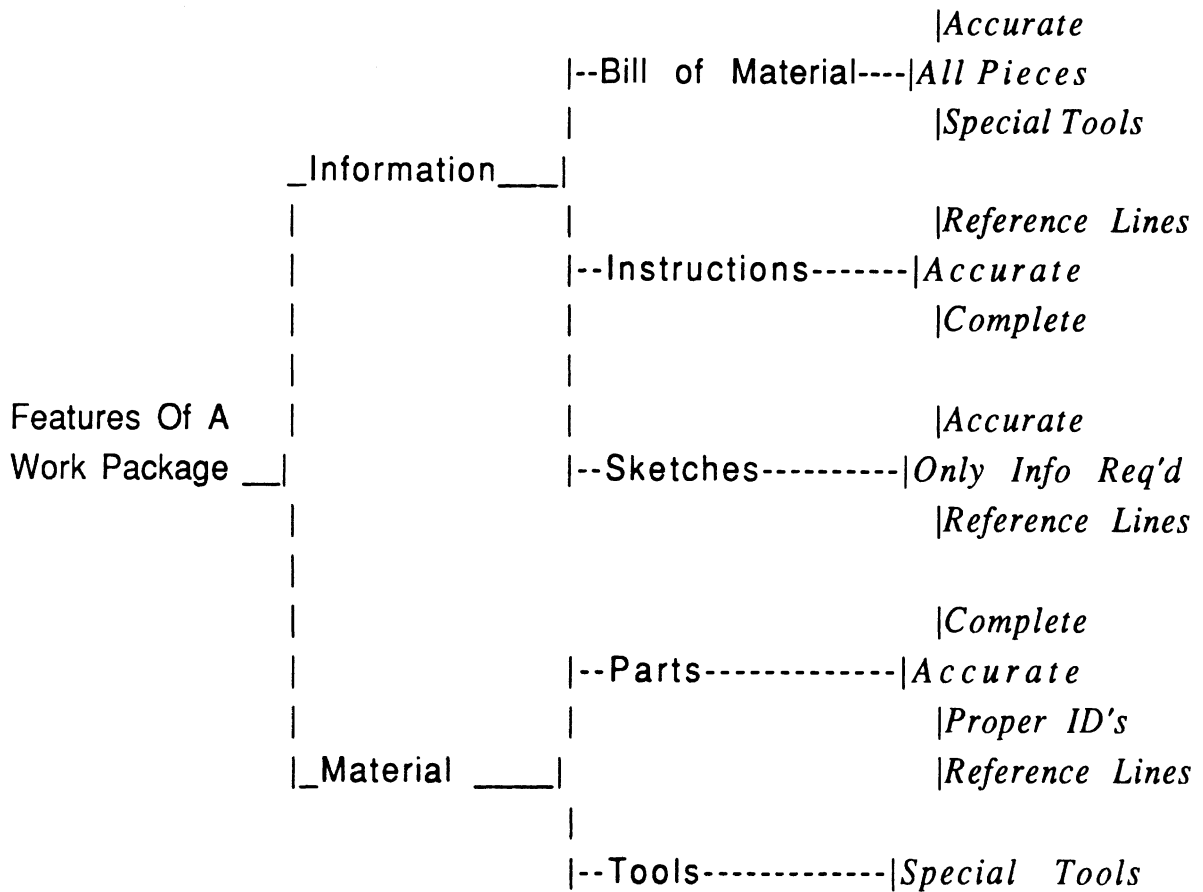 |Accurate
|--Bill of Material----|All Pieces
| |Special Tools
_Information___|
| | |Reference Lines
| |--Instructions-------|Accurate
| | |Complete
| |
Features Of A | | |Accurate
Work Package __| |--Sketches----------|Only Info Req'd
| |Reference Lines
|
| |Complete
| |--Parts-------------|Accurate
| | |Proper ID's
|_Material ____| |Reference Lines
|
|--Tools-------------|Special Tools